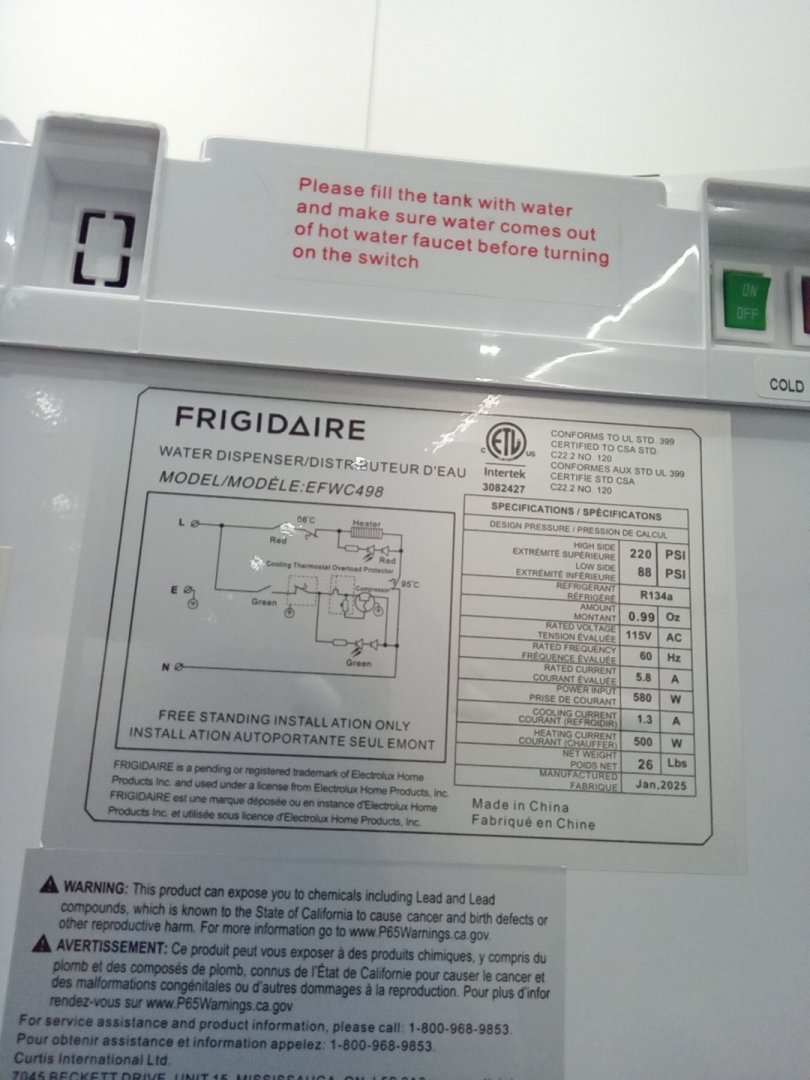 Please fill the tank with water
and make sure water comes out
of hot water faucet before turning
on the switch
ON
OFF
COLD
FRIGIDAIRE
WATER DISPENSER/DISTRIBUTEUR D'EAU
MODEL/MODÈLE:EFWC498
C ETL US
Intertek
3082427
CONFORMS TO UL STD. 399
CERTIFIED TO CSA STD.
C22.2 NO. 120
CONFORMES AUX STD UL 399
CERTIFÍE STD CSA
C22.2 NO. 120
L
86°C
Heater
Red
Red
Cooling Thermostat Overload Protector
95°C
E
Green
Compressor
Green
N
FREE STANDING INSTALLATION ONLY
INSTALLATION AUTOPORTANTE SEUL EMONT
SPECIFICATIONS / SPÉCIFICATONS
DESIGN PRESSURE / PRESSION DE CALCUL
HIGH SIDE
EXTRÉMITÉ SUPÉRIEURE 220 PSI
LOW SIDE
EXTRÉMITÉ INFÉRIEURE 88 PSI
REFRIGERANT
RÉFRIGÉRÉ R134a
AMOUNT
MONTANT 0.99 Oz
RATED VOLTAGE
TENSION ÉVALUÉE 115V AC
RATED FREQUENCY
FRÉQUENCE ÉVALUÉE 60 Hz
RATED CURRENT
COURANT ÉVALUÉE 5.8 A
POWER INPUT
PRISE DE COURANT 580 W
COOLING CURRENT
COURANT (REFROIDIR) 1.3 A
HEATING CURRENT
COURANT (CHAUFFER) 500 W
NET WEIGHT
POIDS NET 26 Lbs
MANUFACTURED
FABRIQUE Jan,2025
FRIGIDAIRE is a pending or registered trademark of Electrolux Home
Products Inc. and used under a license from Electrolux Home Products, Inc.
FRIGIDAIRE est une marque déposée ou en instance d'Electrolux Home
Products Inc. et utilisée sous licence d'Electrolux Home Products, Inc.
Made in China
Fabriqué en Chine
WARNING: This product can expose you to chemicals including Lead and Lead
compounds, which is known to the State of California to cause cancer and birth defects or
other reproductive harm. For more information go to www.P65Warnings.ca.gov.
AVERTISSEMENT: Ce produit peut vous exposer à des produits chimiques, y compris du
plomb et des composés de plomb, connus de l'État de Californie pour causer le cancer et
des malformations congénitales ou d'autres dommages à la reproduction. Pour plus d'infor
rendez-vous sur www.P65Warnings.ca.gov
For service assistance and product information, please call: 1-800-968-9853.
Pour obtenir assistance et information appelez: 1-800-968-9853.
Curtis International Ltd.
7045 BECKETT DRIVE, UNIT 15, MISSISSAUGA, ON,